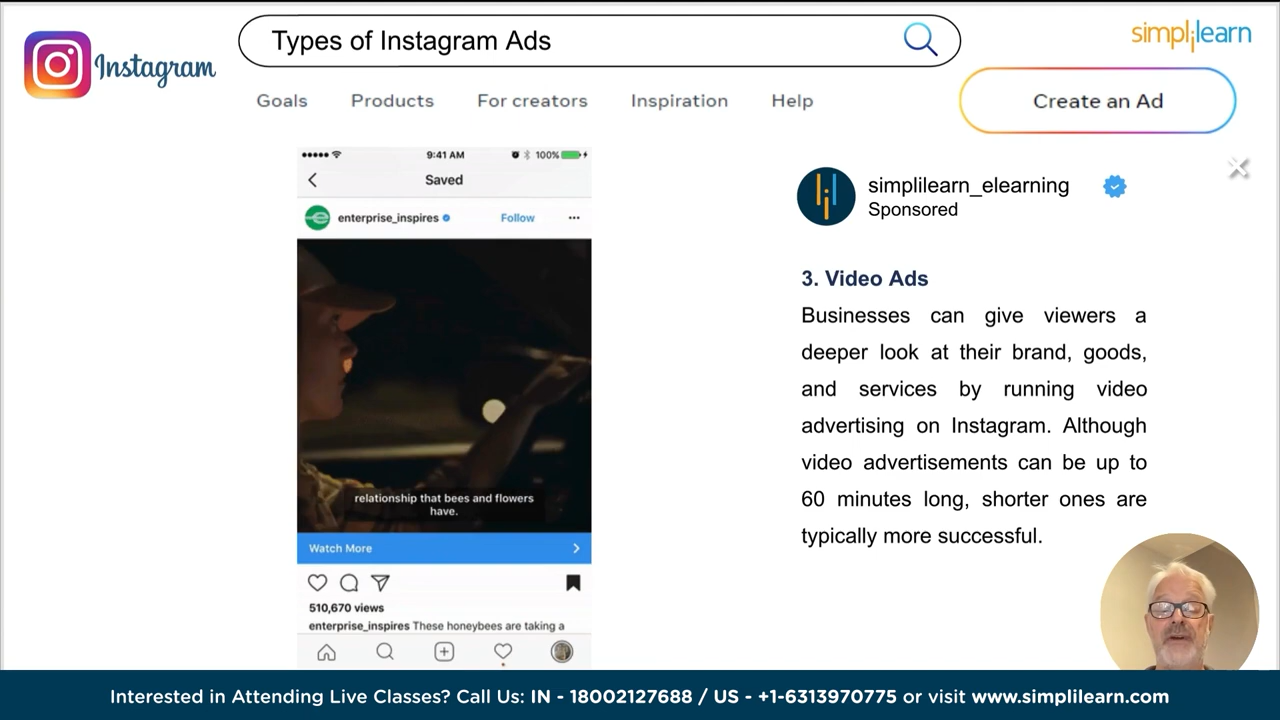 Instagram
Types of Instagram Ads
simplilearn
Goals Products For creators Inspiration Help
Create an Ad
9:41 AM 100%
Saved
enterprise_inspires Follow
relationship that bees and flowers
have.
Watch More
510,670 views
enterprise_inspires These honeybees are taking a
simplilearn_elearning
Sponsored
3. Video Ads
Businesses can give viewers a
deeper look at their brand, goods,
and services by running video
advertising on Instagram. Although
video advertisements can be up to
60 minutes long, shorter ones are
typically more successful.
Interested in Attending Live Classes? Call Us: IN - 18002127688 / US - +1-6313970775 or visit www.simplilearn.com